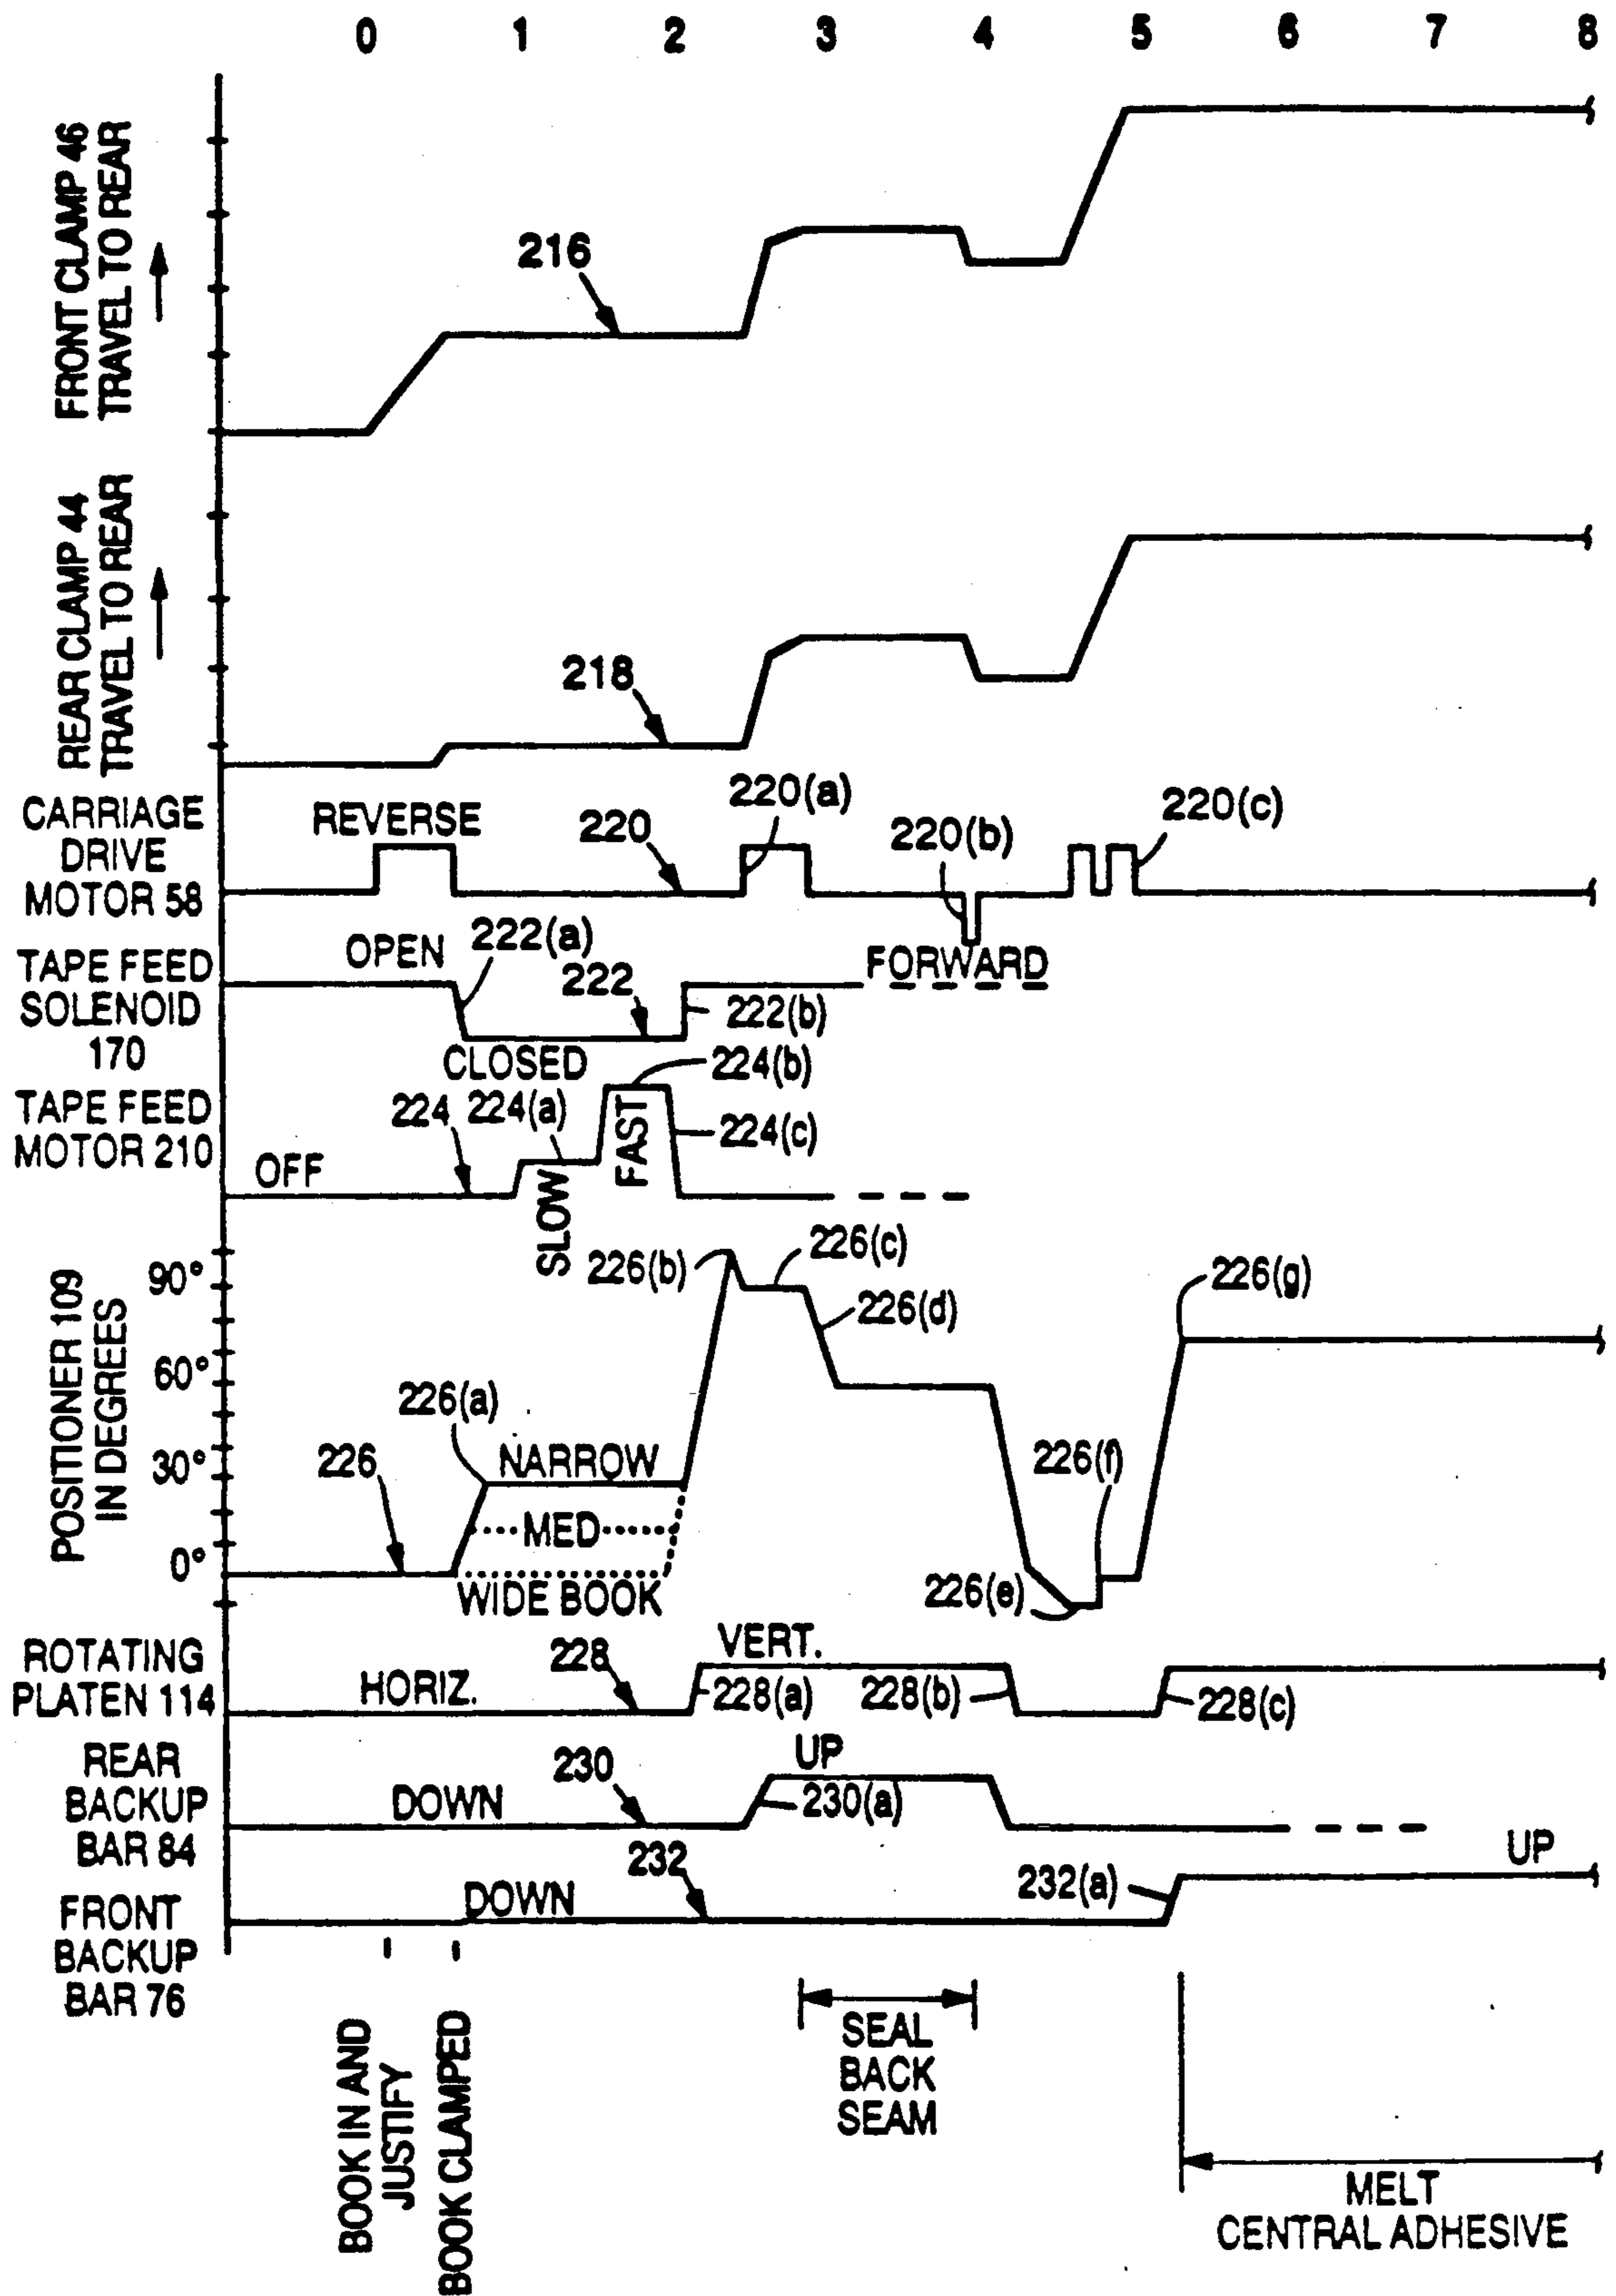 0 1 2 3 4 5 6 7 8
FRONT CLAMP 46
TRAVEL TO REAR
216
REAR CLAMP 44
TRAVEL TO REAR
218
CARRIAGE
DRIVE
MOTOR 58
REVERSE
220
220(a)
220(b)
220(c)
FORWARD
TAPE FEED
SOLENOID
170
OPEN
222(a)
222
222(b)
CLOSED
TAPE FEED
MOTOR 210
OFF
224
224(a)
224(b)
224(c)
SLOW
FAST
POSITIONER 109
IN DEGREES
90°
60°
30°
0°
226
226(a)
226(b)
226(c)
226(d)
226(e)
226(f)
226(g)
NARROW
MED
WIDE BOOK
ROTATING
PLATEN 114
HORIZ.
228
VERT.
228(a)
228(b)
228(c)
REAR
BACKUP
BAR 84
DOWN
230
UP
230(a)
FRONT
BACKUP
BAR 76
DOWN
232
232(a)
UP
BOOK IN AND
JUSTIFY
BOOK CLAMPED
SEAL
BACK
SEAM
MELT
CENTRAL ADHESIVE